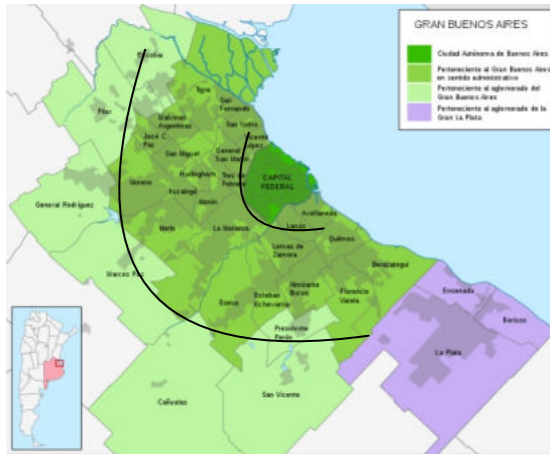 GRAN BUENOS AIRES
Ciudad Autónoma de Buenos Aires
Perteneciente al Gran Buenos Aires
en sentido administrativo
Perteneciente al aglomerado del
Gran Buenos Aires
Perteneciente al aglomerado de la
Gran La Plata
Escobar
Tigre
San
Fernando
Pilar
Malvinas
Argentinas
San Isidro
José C.
Paz
Vicente
López
San Miguel
General
San Martín
Hurlingham
Tres de
Febrero
CAPITAL
FEDERAL
Moreno
Ituzaingó
General Rodríguez
Morón
Avellaneda
Merlo
La Matanza
Lanús
Quilmes
Lomas de
Zamora
Marcos Paz
Berazategui
Almirante
Brown
Ezeiza
Esteban
Echeverría
Florencio
Varela
Ensenada
Berisso
Presidente
Perón
La Plata
Cañuelas
San Vicente